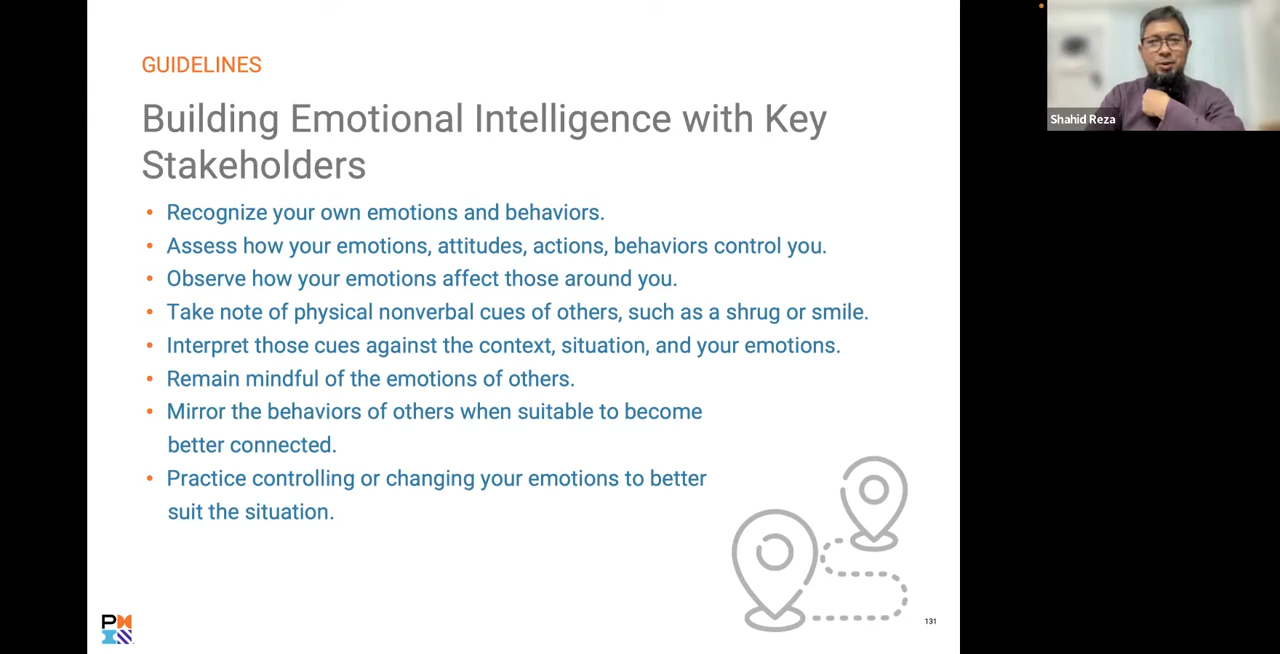 GUIDELINES
Building Emotional Intelligence with Key
Stakeholders
• Recognize your own emotions and behaviors.
• Assess how your emotions, attitudes, actions, behaviors control you.
• Observe how your emotions affect those around you.
• Take note of physical nonverbal cues of others, such as a shrug or smile.
• Interpret those cues against the context, situation, and your emotions.
• Remain mindful of the emotions of others.
• Mirror the behaviors of others when suitable to become
better connected.
• Practice controlling or changing your emotions to better
suit the situation.
131
Shahid Reza